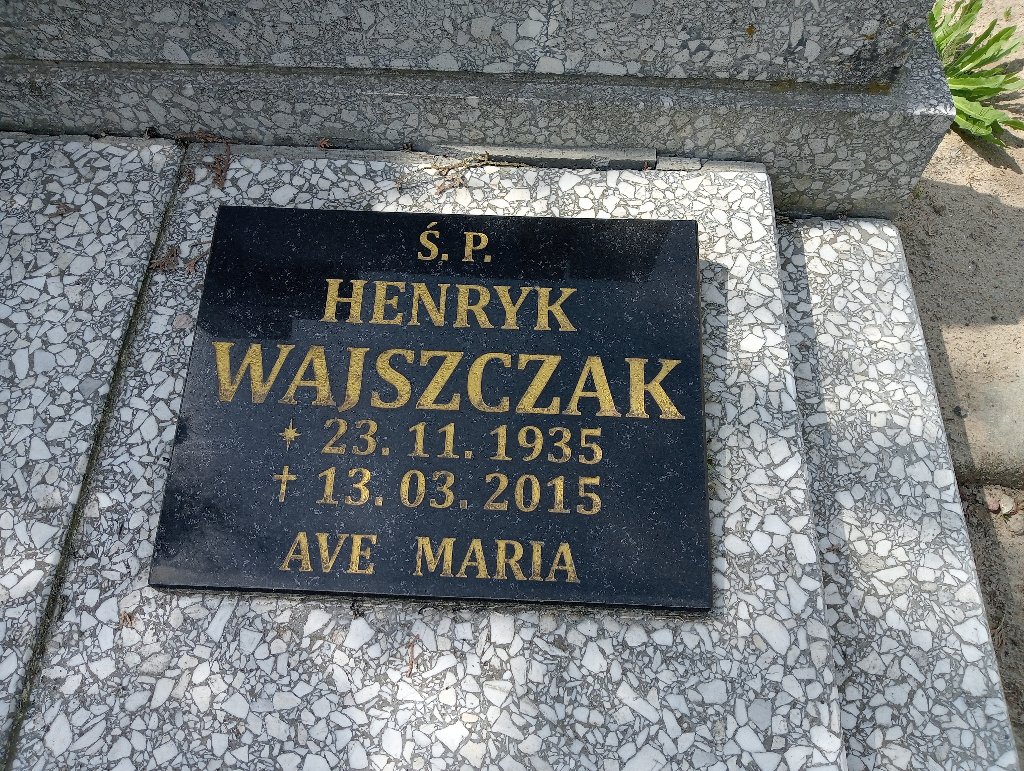 Ś. P.
HENRYK
WAJSZCZAK
23. 11. 1935
† 13. 03. 2015
AVE MARIA